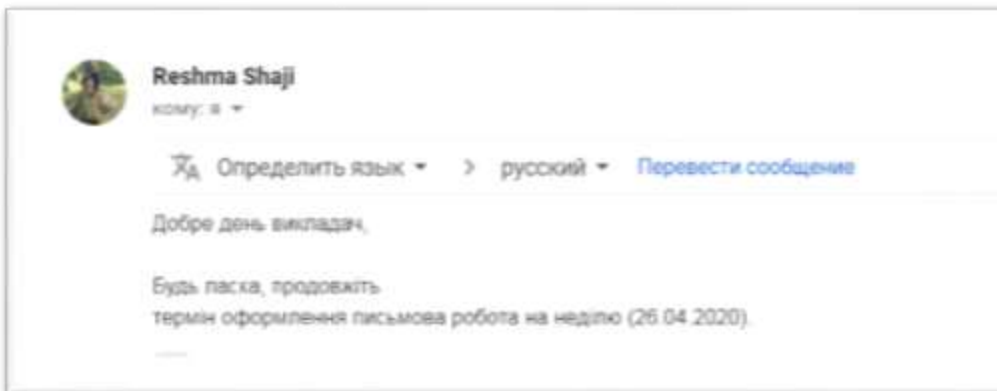 Reshma Shaji
кому: я
Определить язык > русский Перевести сообщение
Добре день викладач,
Будь ласка, продовжіть
термін оформлення письмова робота на неділю (26.04.2020).